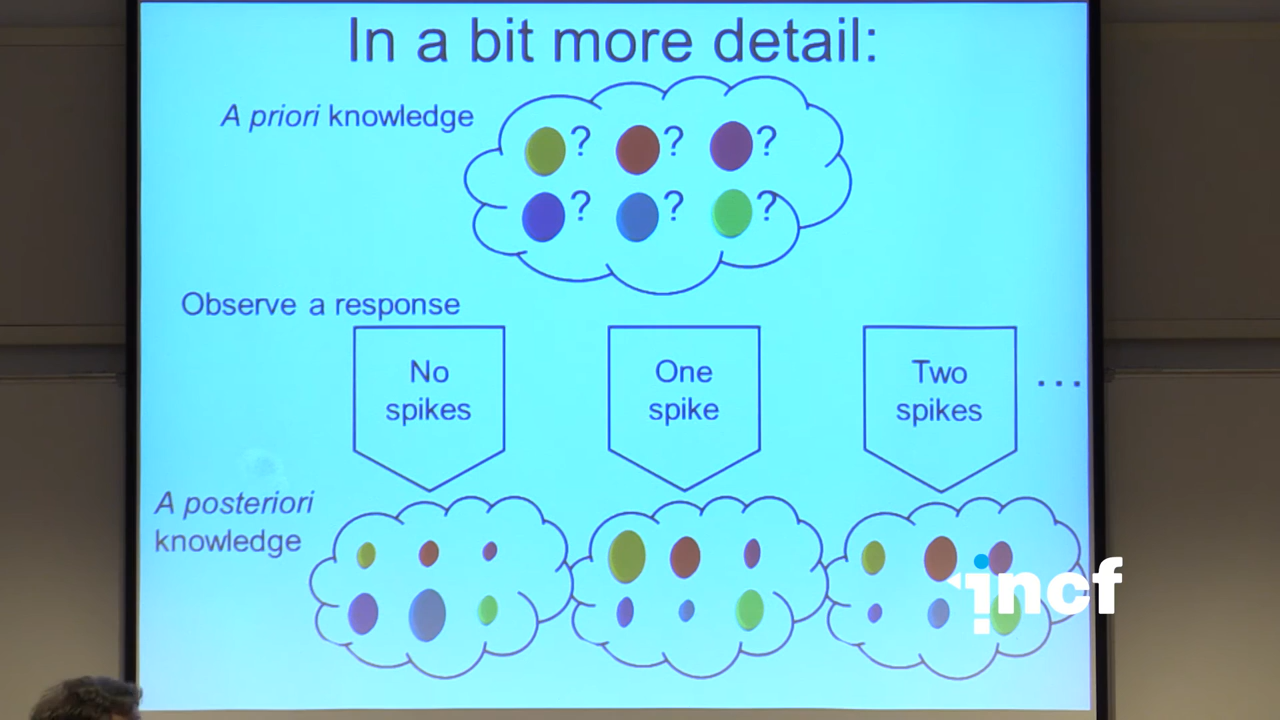 In a bit more detail:
A priori knowledge
? ? ?
? ? ?
Observe a response
No
spikes
One
spike
Two
spikes
...
A posteriori
knowledge
incf